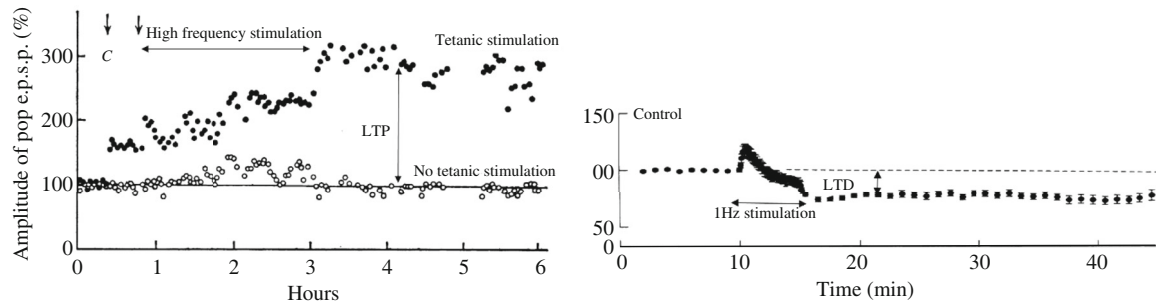 Amplitude of pop e.p.s.p. (%)
300
200
100
0
C
High frequency stimulation
Tetanic stimulation
LTP
No tetanic stimulation
0 1 2 3 4 5 6
Hours
150
00
50
0
Control
LTD
1Hz stimulation
0 10 20 30 40
Time (min)